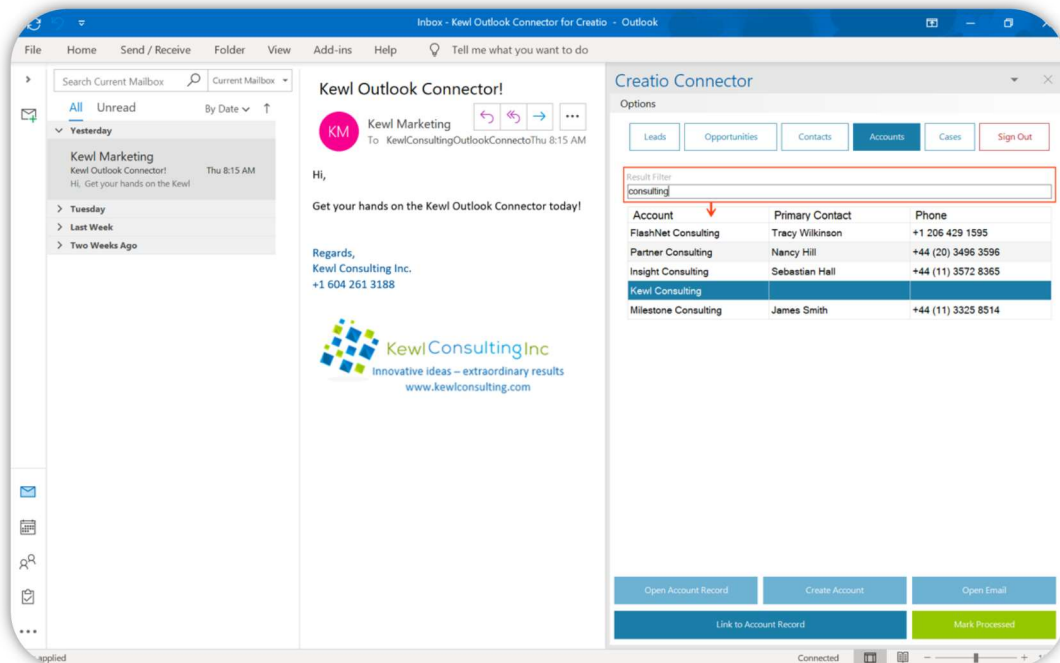 Inbox - Kewl Outlook Connector for Creatio - Outlook
File Home Send / Receive Folder View Add-ins Help Tell me what you want to do
Search Current Mailbox Current Mailbox
All Unread By Date
Yesterday
Kewl Marketing
Kewl Outlook Connector! Thu 8:15 AM
Hi, Get your hands on the Kewl
Tuesday
Last Week
Two Weeks Ago
Kewl Outlook Connector!
KM
Kewl Marketing
To KewlConsultingOutlookConnectoThu 8:15 AM
Hi,
Get your hands on the Kewl Outlook Connector today!
Regards,
Kewl Consulting Inc.
+1 604 261 3188
KewlConsultingInc
Innovative ideas – extraordinary results
www.kewlconsulting.com
Creatio Connector
Options
Leads Opportunities Contacts Accounts Cases Sign Out
Result Filter
consulting
Account Primary Contact Phone
FlashNet Consulting Tracy Wilkinson +1 206 429 1595
Partner Consulting Nancy Hill +44 (20) 3496 3596
Insight Consulting Sebastian Hall +44 (11) 3572 8365
Kewl Consulting
Milestone Consulting James Smith +44 (11) 3325 8514
Open Account Record Create Account Open Email
Link to Account Record Mark Processed
applied Connected